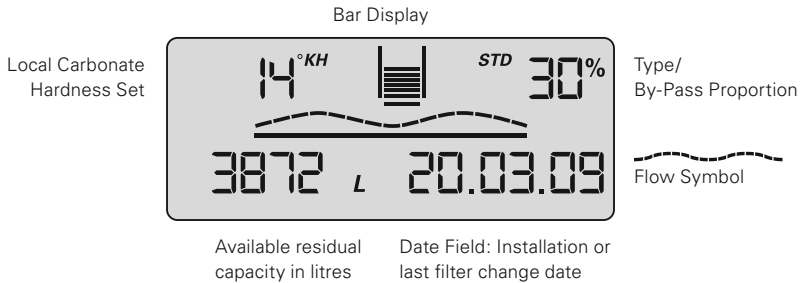 Bar Display
Local Carbonate
Hardness Set
14 °KH
STD 30%
Type/
By-Pass Proportion
3872 L 20.03.09
Flow Symbol
Available residual
capacity in litres
Date Field: Installation or
last filter change date